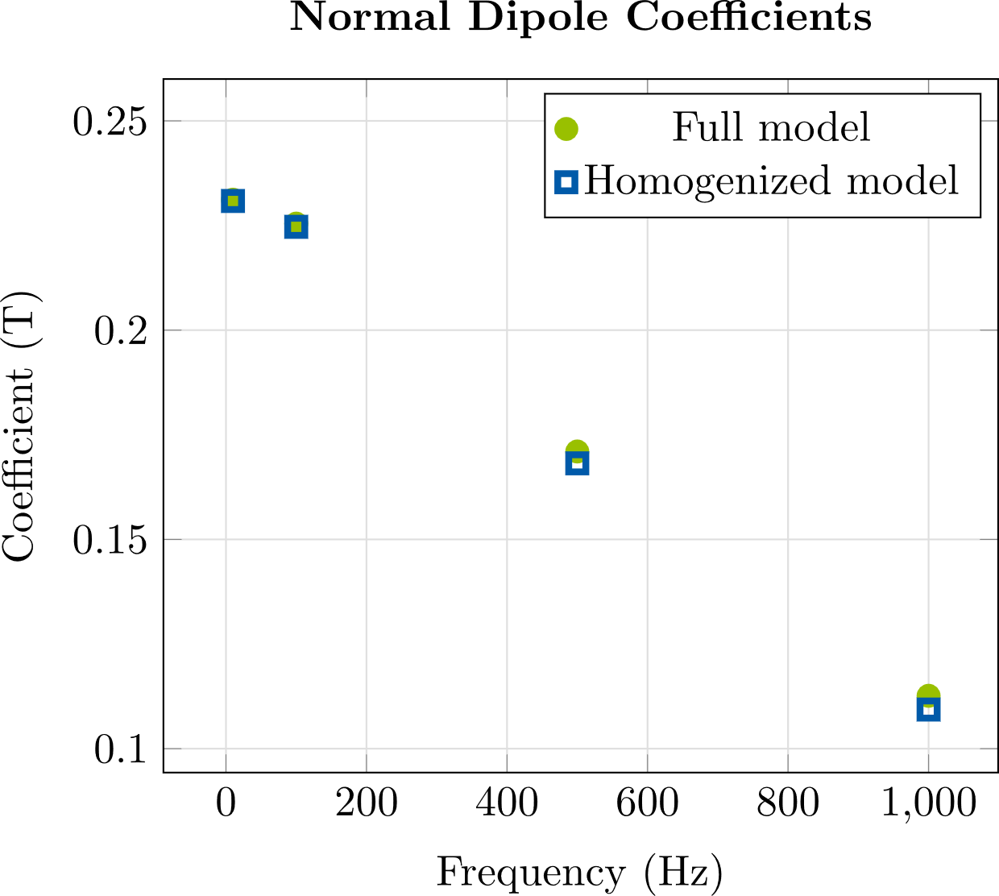 Normal Dipole Coefficients
0.25
0.2
0.15
0.1
Coefficient (T)
Full model
Homogenized model
0 200 400 600 800 1,000
Frequency (Hz)